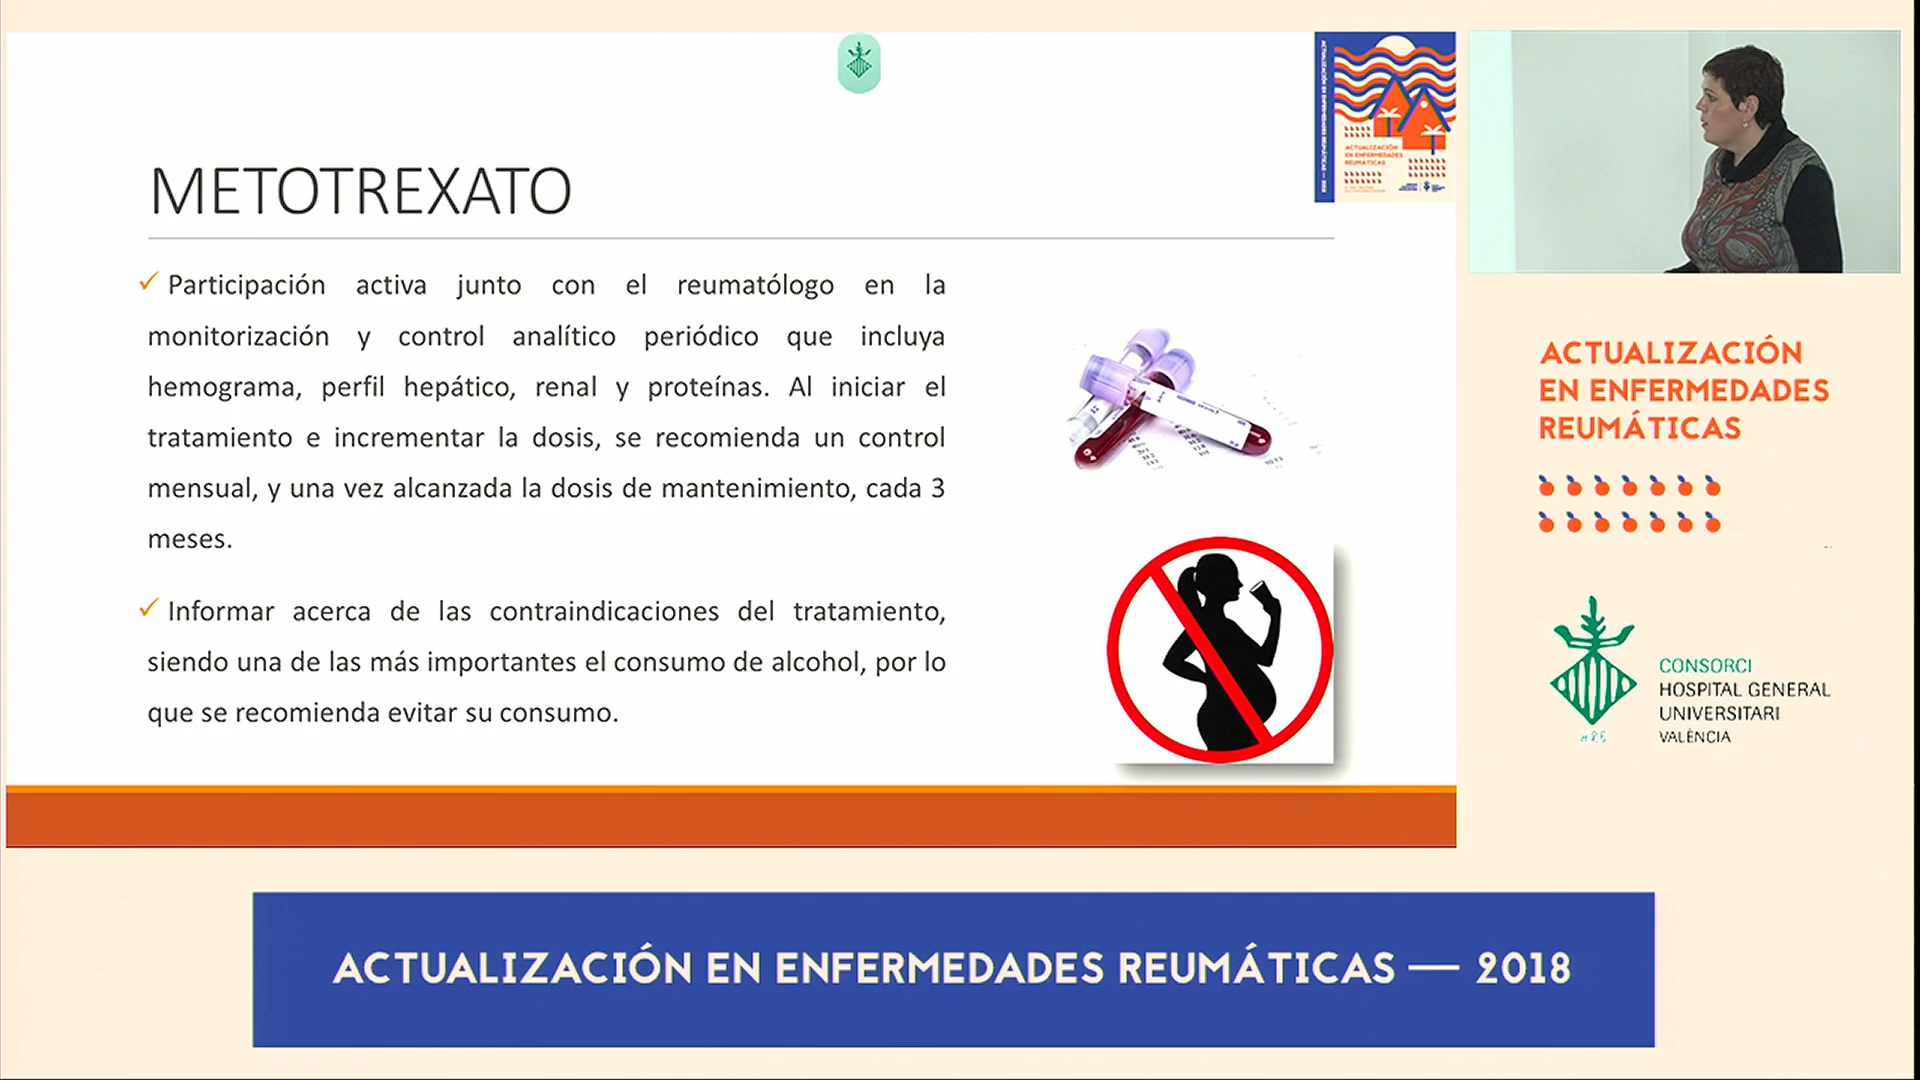 METOTREXATO
✓ Participación activa junto con el reumatólogo en la
monitorización y control analítico periódico que incluya
hemograma, perfil hepático, renal y proteínas. Al iniciar el
tratamiento e incrementar la dosis, se recomienda un control
mensual, y una vez alcanzada la dosis de mantenimiento, cada 3
meses.
✓ Informar acerca de las contraindicaciones del tratamiento,
siendo una de las más importantes el consumo de alcohol, por lo
que se recomienda evitar su consumo.
ACTUALIZACIÓN
EN ENFERMEDADES
REUMÁTICAS
ACTUALIZACIÓN
EN ENFERMEDADES
REUMÁTICAS
CONSORCI
HOSPITAL GENERAL
UNIVERSITARI
VALÈNCIA
ACTUALIZACIÓN EN ENFERMEDADES REUMÁTICAS — 2018